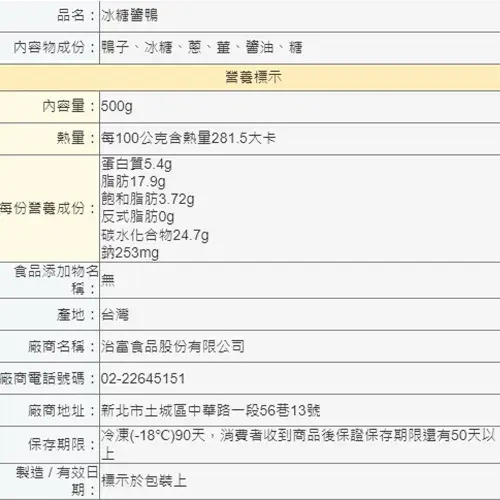 品名：冰糖醬鴨
內容物成份：鴨子、冰糖、蔥、薑、醬油、糖
營養標示
內容量：500g
熱量：每100公克含熱量281.5大卡
每份營養成份：
蛋白質5.4g
脂肪17.9g
飽和脂肪3.72g
反式脂肪0g
碳水化合物24.7g
鈉253mg
食品添加物名
稱：
無
產地：台灣
廠商名稱：治富食品股份有限公司
廠商電話號碼：02-22645151
廠商地址：新北市土城區中華路一段56巷13號
保存期限：
冷凍(-18℃)90天，消費者收到商品後保證保存期限還有50天以
上
製造 / 有效日
期：
標示於包裝上